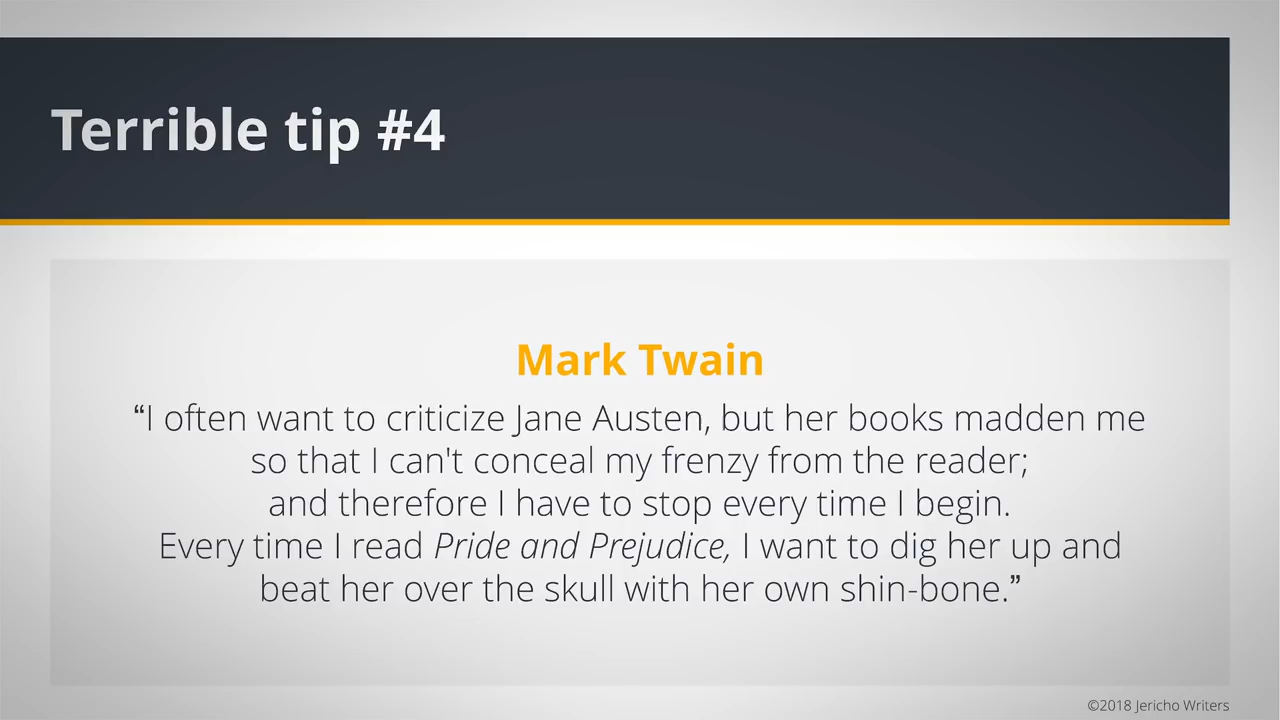 Terrible tip #4
Mark Twain
“I often want to criticize Jane Austen, but her books madden me
so that I can't conceal my frenzy from the reader;
and therefore I have to stop every time I begin.
Every time I read Pride and Prejudice, I want to dig her up and
beat her over the skull with her own shin-bone.”
©2018 Jericho Writers